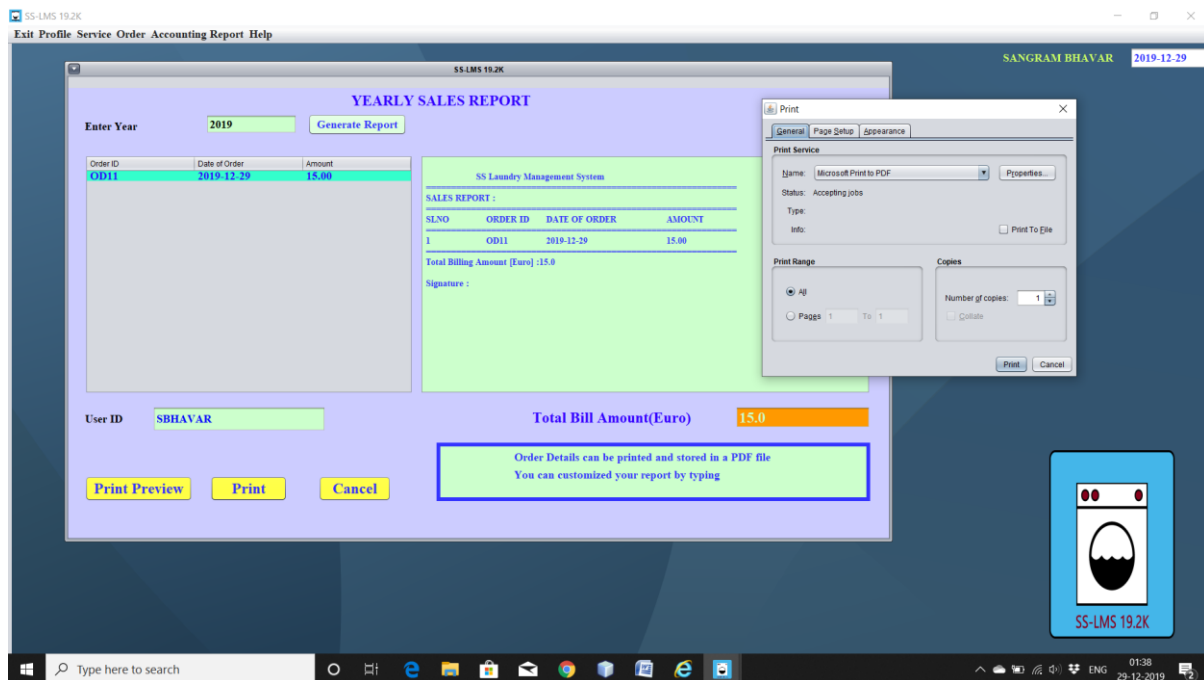 SS-LMS 19.2K
Exit Profile Service Order Accounting Report Help
SANGRAM BHAVAR 2019-12-29
SS-LMS 19.2K
YEARLY SALES REPORT
Enter Year 2019 Generate Report
Order ID Date of Order Amount
OD11 2019-12-29 15.00
SS Laundry Management System
SALES REPORT :
SLNO ORDER ID DATE OF ORDER AMOUNT
1 OD11 2019-12-29 15.00
Total Billing Amount [Euro] :15.0
Signature :
User ID SBHAVAR
Total Bill Amount(Euro) 15.0
Order Details can be printed and stored in a PDF file
You can customized your report by typing
Print Preview Print Cancel
Print
General Page Setup Appearance
Print Service
Name: Microsoft Print to PDF Properties...
Status: Accepting jobs
Type:
Info: Print To File
Print Range
All
Pages 1 To 1
Copies
Number of copies: 1
Collate
Print Cancel
SS-LMS 19.2K
Type here to search
ENG 01:38
29-12-2019
2